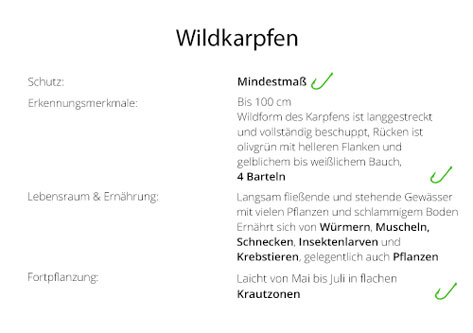 Wildkarpfen
Schutz: Mindestmaß
Erkennungsmerkmale: Bis 100 cm
Wildform des Karpfens ist langgestreckt
und vollständig beschuppt, Rücken ist
olivgrün mit helleren Flanken und
gelblichem bis weißlichem Bauch,
4 Barteln
Lebensraum & Ernährung: Langsam fließende und stehende Gewässer
mit vielen Pflanzen und schlammigem Boden
Ernährt sich von Würmern, Muscheln,
Schnecken, Insektenlarven und
Krebstieren, gelegentlich auch Pflanzen
Fortpflanzung: Laicht von Mai bis Juli in flachen
Krautzonen